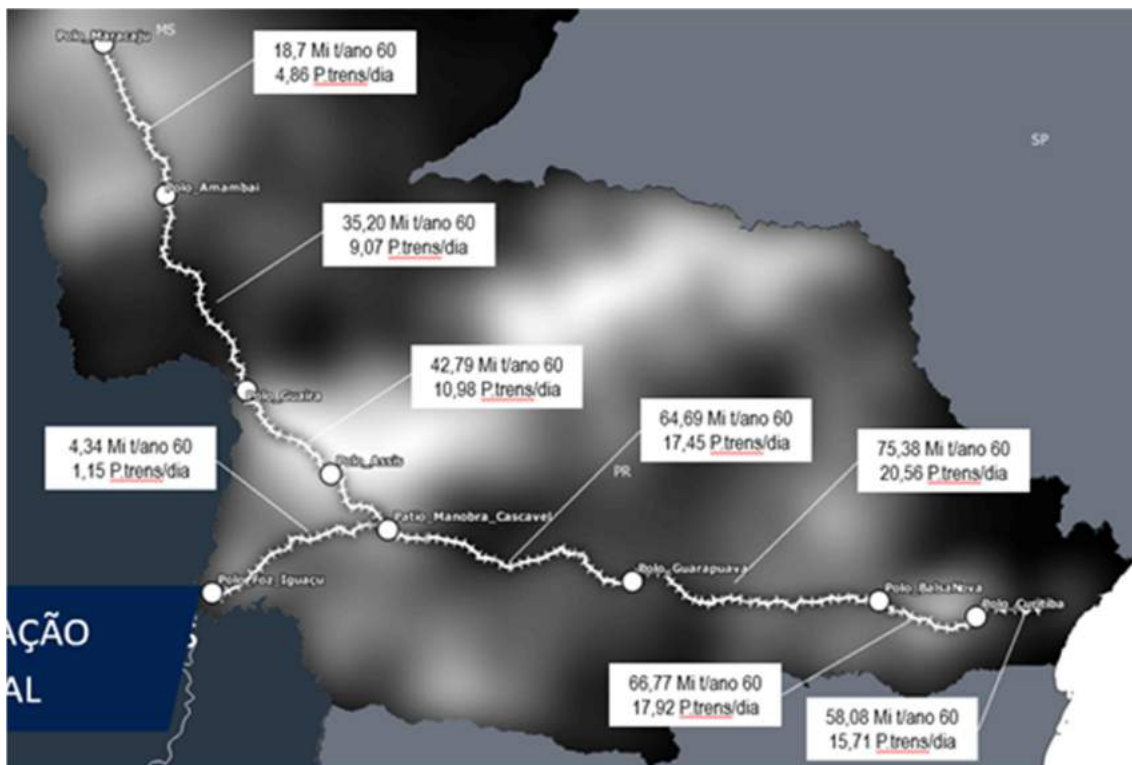 Polo_Maracaju
MS
18,7 Mi t/ano 60
4,86 P.trens/dia
SP
Polo_Amambai
35,20 Mi t/ano 60
9,07 P.trens/dia
42,79 Mi t/ano 60
10,98 P.trens/dia
Polo_Guaira
64,69 Mi t/ano 60
17,45 P.trens/dia
4,34 Mi t/ano 60
1,15 P.trens/dia
75,38 Mi t/ano 60
20,56 P.trens/dia
Polo_Assis
PR
Patio_Manobra_Cascavel
Polo_Foz_Iguaçu
Polo_Guarapuava
Polo_BalsaNova
Polo_Curitiba
AÇÃO
AL
66,77 Mi t/ano 60
17,92 P.trens/dia
58,08 Mi t/ano 60
15,71 P.trens/dia